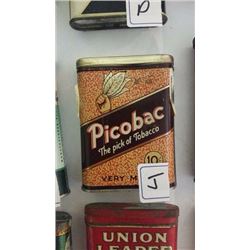 P
Picobac
The pick of Tobacco
10
VERY M
J
UNION
LEADER